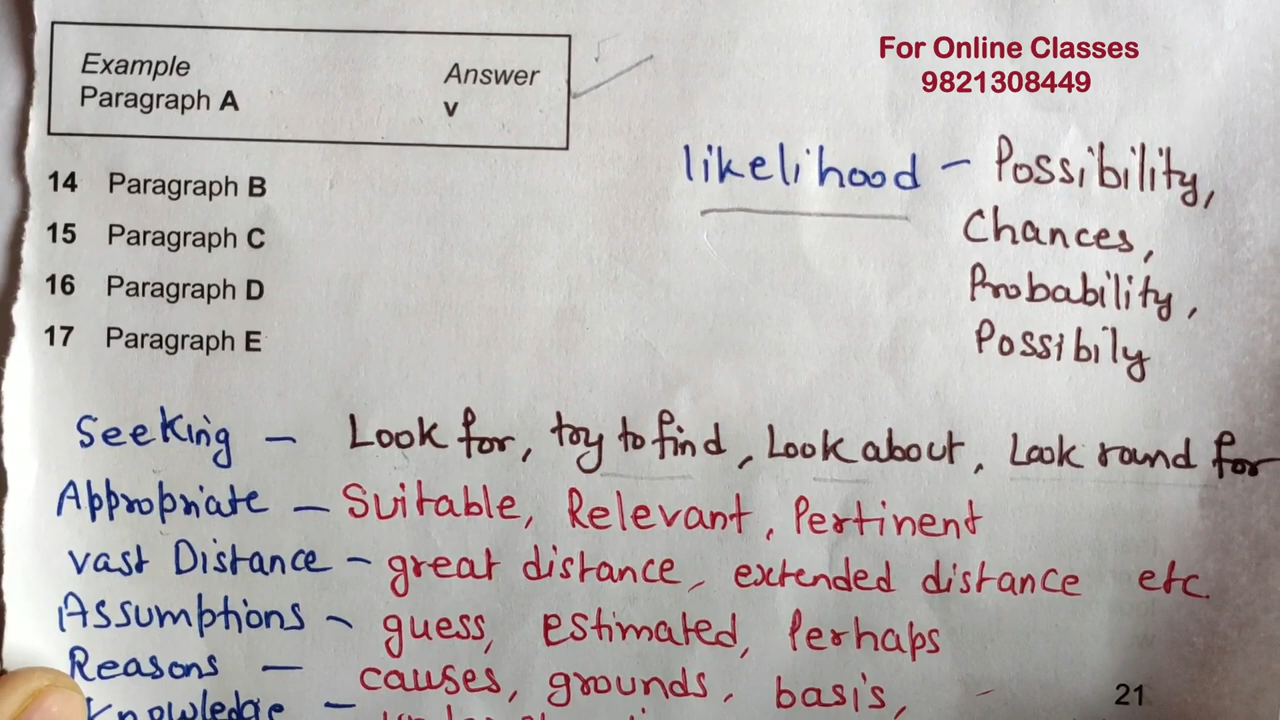 For Online Classes
9821308449
Example Answer
Paragraph A v
14 Paragraph B
15 Paragraph C
16 Paragraph D
17 Paragraph E
likelihood - Possibility,
Chances,
Probability,
Possibily
Seeking - Look for, try to find, Look about, Look round for
Appropriate - Suitable, Relevant, Pertinent
vast Distance - great distance, extended distance etc.
Assumptions - guess, estimated, Perhaps
Reasons - causes, grounds, basis,
Knowledge -
21